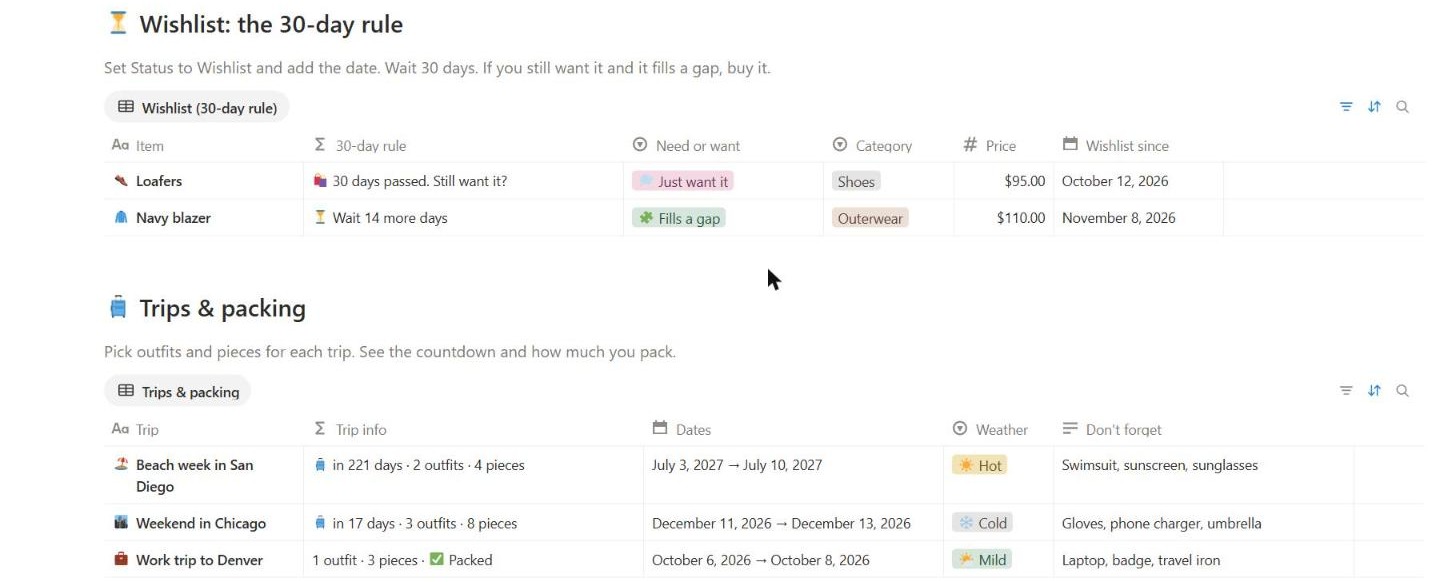 Wishlist: the 30-day rule
Set Status to Wishlist and add the date. Wait 30 days. If you still want it and it fills a gap, buy it.
Wishlist (30-day rule)
Aa Item Σ 30-day rule Need or want Category # Price Wishlist since
Loafers 30 days passed. Still want it? Just want it Shoes $95.00 October 12, 2026
Navy blazer Wait 14 more days Fills a gap Outerwear $110.00 November 8, 2026
Trips & packing
Pick outfits and pieces for each trip. See the countdown and how much you pack.
Trips & packing
Aa Trip Σ Trip info Dates Weather Don't forget
Beach week in San in 221 days · 2 outfits · 4 pieces July 3, 2027 → July 10, 2027 Hot Swimsuit, sunscreen, sunglasses
Diego
Weekend in Chicago in 17 days · 3 outfits · 8 pieces December 11, 2026 → December 13, 2026 Cold Gloves, phone charger, umbrella
Work trip to Denver 1 outfit · 3 pieces · ✅ Packed October 6, 2026 → October 8, 2026 Mild Laptop, badge, travel iron